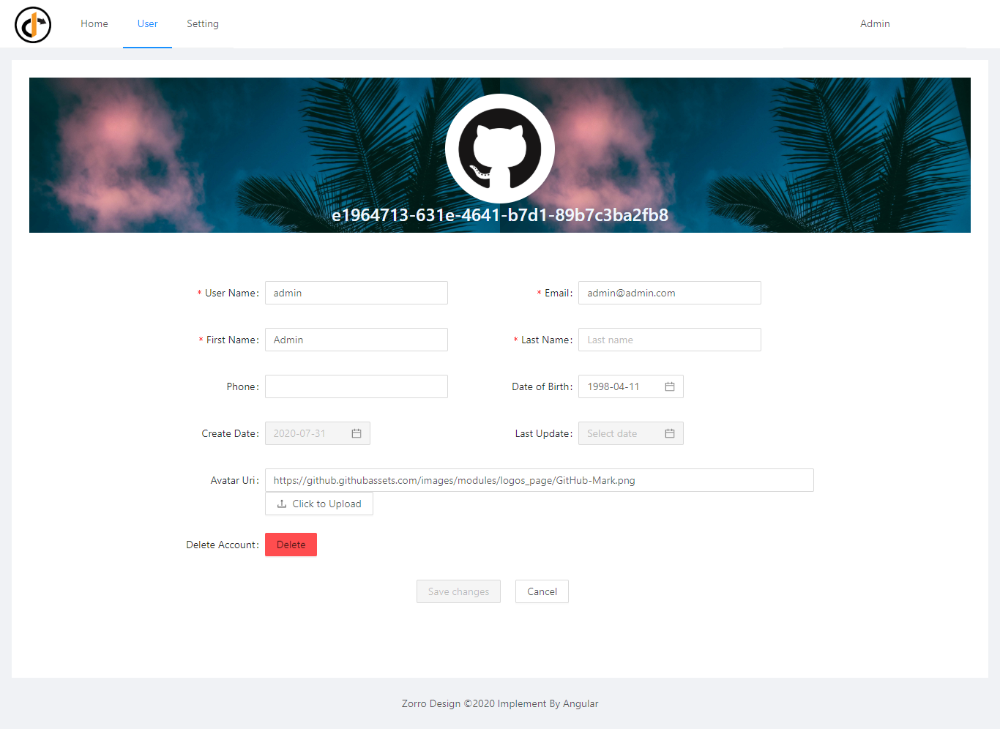 Home User Setting Admin
e1964713-631e-4641-b7d1-89b7c3ba2fb8
* User Name: admin * Email: admin@admin.com
* First Name: Admin * Last Name: Last name
Phone: Date of Birth: 1998-04-11
Create Date: 2020-07-31 Last Update: Select date
Avatar Uri: https://github.githubassets.com/images/modules/logos_page/GitHub-Mark.png
Click to Upload
Delete Account: Delete
Save changes Cancel
Zorro Design ©2020 Implement By Angular